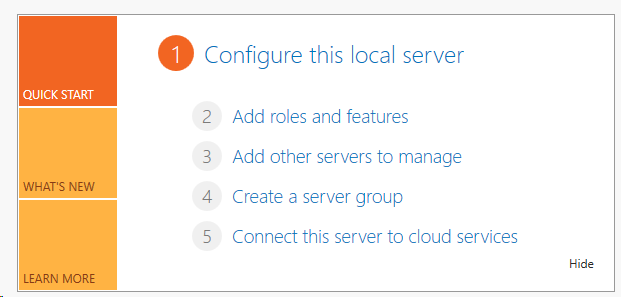 QUICK START
WHAT'S NEW
LEARN MORE
1 Configure this local server
2 Add roles and features
3 Add other servers to manage
4 Create a server group
5 Connect this server to cloud services
Hide